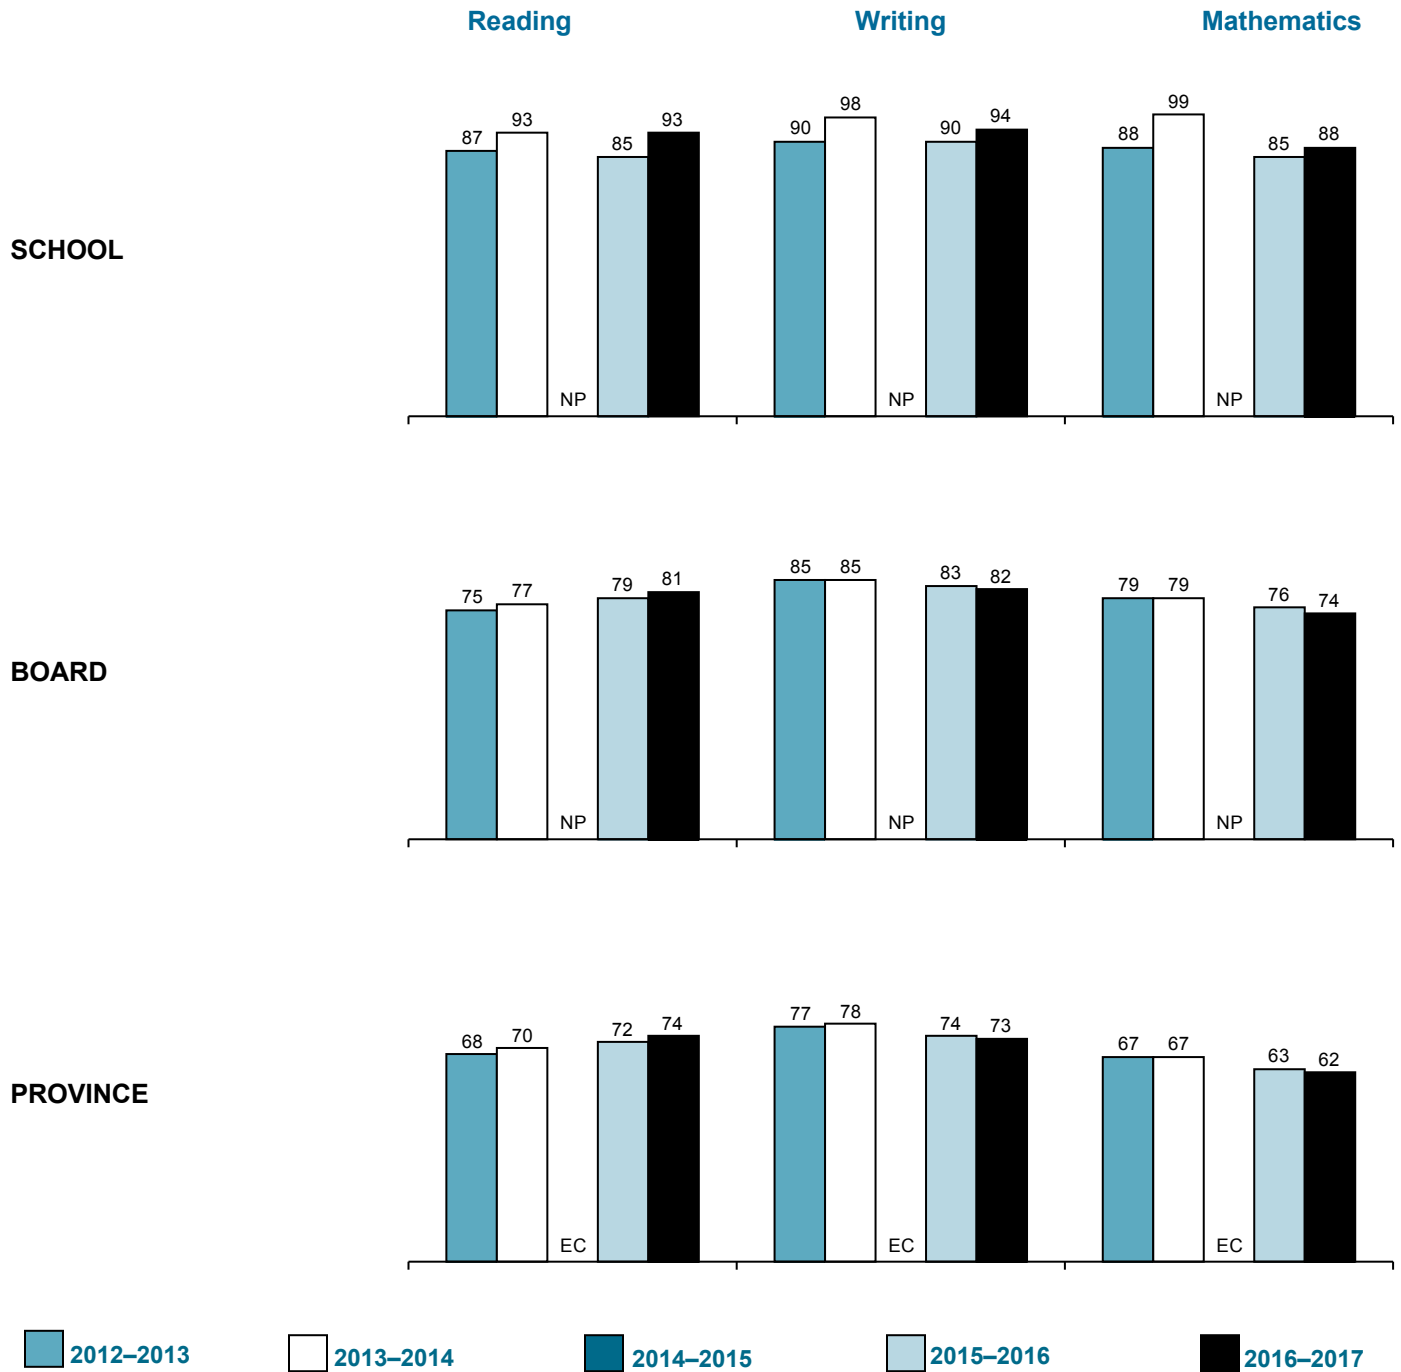 Reading Writing Mathematics
SCHOOL
87 93 NP 85 93 90 98 NP 90 94 88 99 NP 85 88
BOARD
75 77 NP 79 81 85 85 NP 83 82 79 79 NP 76 74
PROVINCE
68 70 EC 72 74 77 78 EC 74 73 67 67 EC 63 62
2012–2013 2013–2014 2014–2015 2015–2016 2016–2017